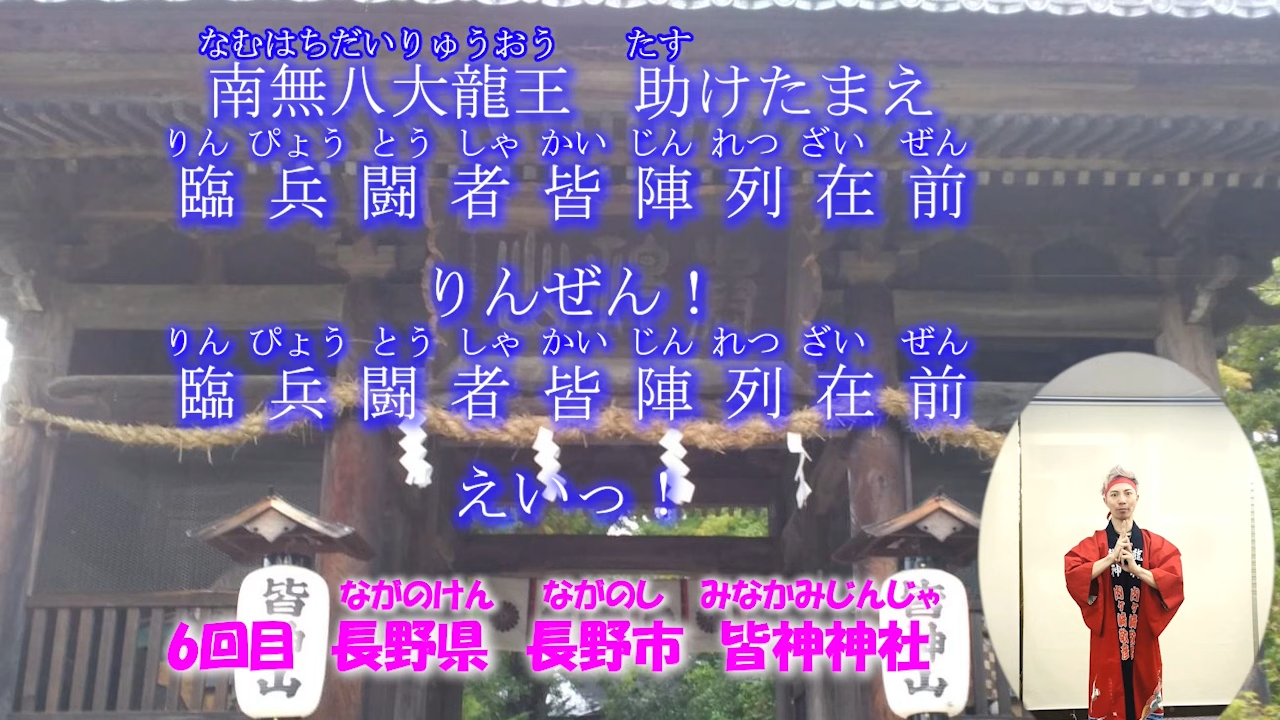 なむはちだいりゅうおう たす
南無八大龍王 助けたまえ
りん ぴょう とう しゃ かい じん れつ ざい ぜん
臨 兵 闘 者 皆 陣 列 在 前
りんぜん！
りん ぴょう とう しゃ かい じん れつ ざい ぜん
臨 兵 闘 者 皆 陣 列 在 前
えいっ！
ながのけん ながのし みなかみじんじゃ
6回目 長野県 長野市 皆神神社
皆神山
皆神山